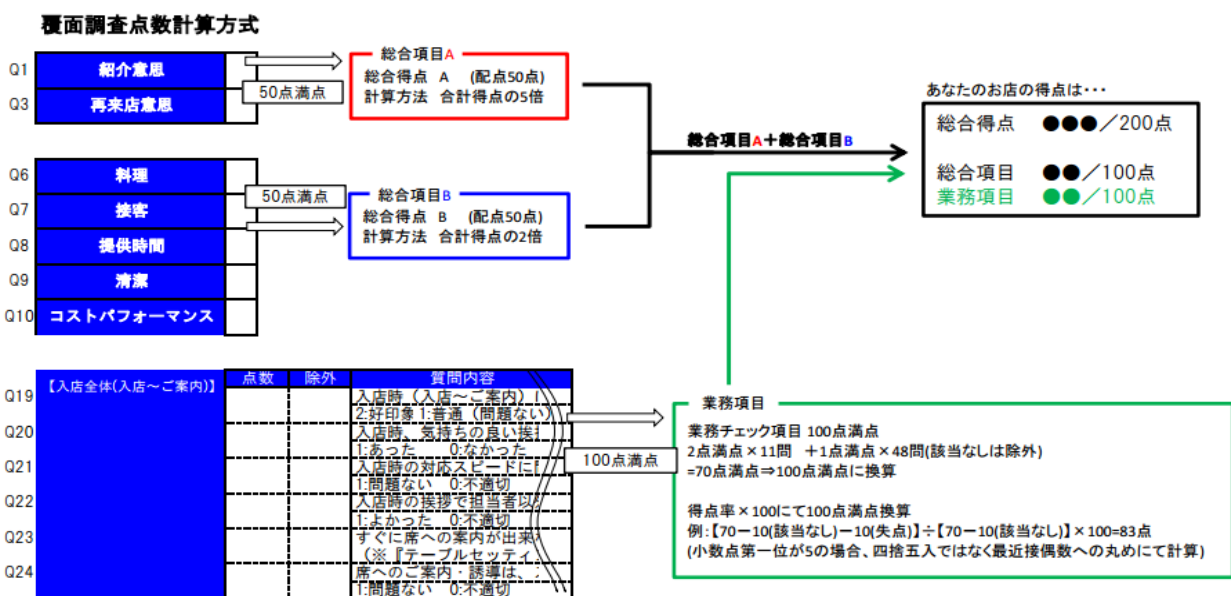 覆面調査点数計算方式
Q1 紹介意思
Q3 再来店意思
50点満点
総合項目A
総合得点 A (配点50点)
計算方法 合計得点の5倍
Q6 料理
Q7 接客
Q8 提供時間
Q9 清潔
Q10 コストパフォーマンス
50点満点
総合項目B
総合得点 B (配点50点)
計算方法 合計得点の2倍
総合項目A+総合項目B
あなたのお店の得点は・・・
総合得点 ●●●/200点
総合項目 ●●/100点
業務項目 ●●/100点
【入店全体(入店~ご案内)】
点数 除外 質問内容
Q19 入店時(入店~ご案内)
2:好印象 1:普通(問題ない)
Q20 入店時、気持ちの良い挨
1:あった 0:なかった
Q21 入店時の対応スピードに
1:問題ない 0:不適切
Q22 入店時の挨拶で担当者以
1:よかった 0:不適切
Q23 すぐに席への案内が出来
(※『テーブルセッティ
Q24 席へのご案内・誘導は、
1:問題ない 0:不適切
100点満点
業務項目
業務チェック項目 100点満点
2点満点×11問 +1点満点×48問(該当なしは除外)
=70点満点⇒100点満点に換算
得点率×100にて100点満点換算
例:【70-10(該当なし)-10(失点)】÷【70-10(該当なし)】×100=83点
(小数点第一位が5の場合、四捨五入ではなく最近接偶数への丸めにて計算)